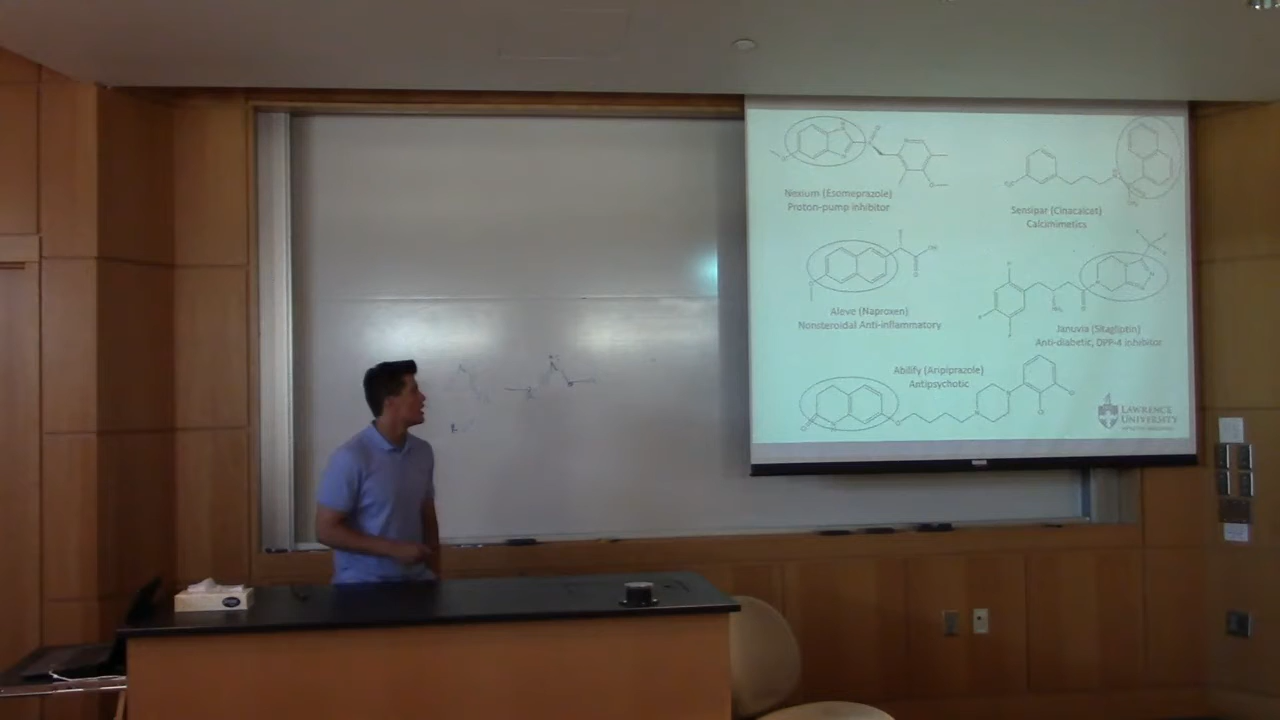 Nexium (Esomeprazole)
Proton-pump inhibitor
Sensipar (Cinacalcet)
Calcimimetics
Aleve (Naproxen)
Nonsteroidal Anti-inflammatory
Januvia (Sitagliptin)
Anti-diabetic, DPP-4 inhibitor
Abilify (Aripiprazole)
Antipsychotic
LAWRENCE
UNIVERSITY